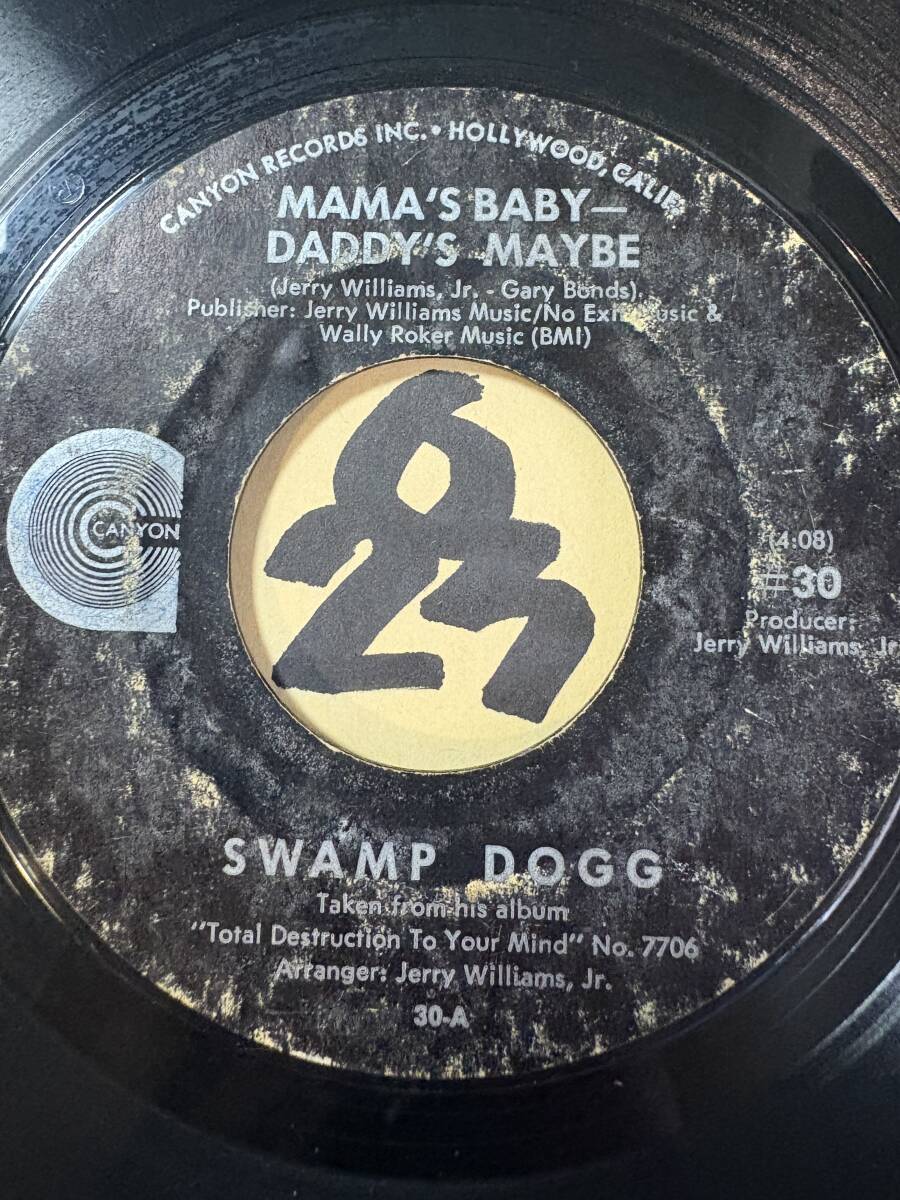 CANYON RECORDS INC. • HOLLYWOOD, CALIF.
MAMA'S BABY—
DADDY'S MAYBE
(Jerry Williams, Jr. - Gary Bonds)
Publisher: Jerry Williams Music/No Exit Music &
Wally Roker Music (BMI)
CANYON
(4:08)
#30
Producer:
Jerry Williams, Jr
SWAMP DOGG
Taken from his album
"Total Destruction To Your Mind" No. 7706
Arranger: Jerry Williams, Jr.
30-A